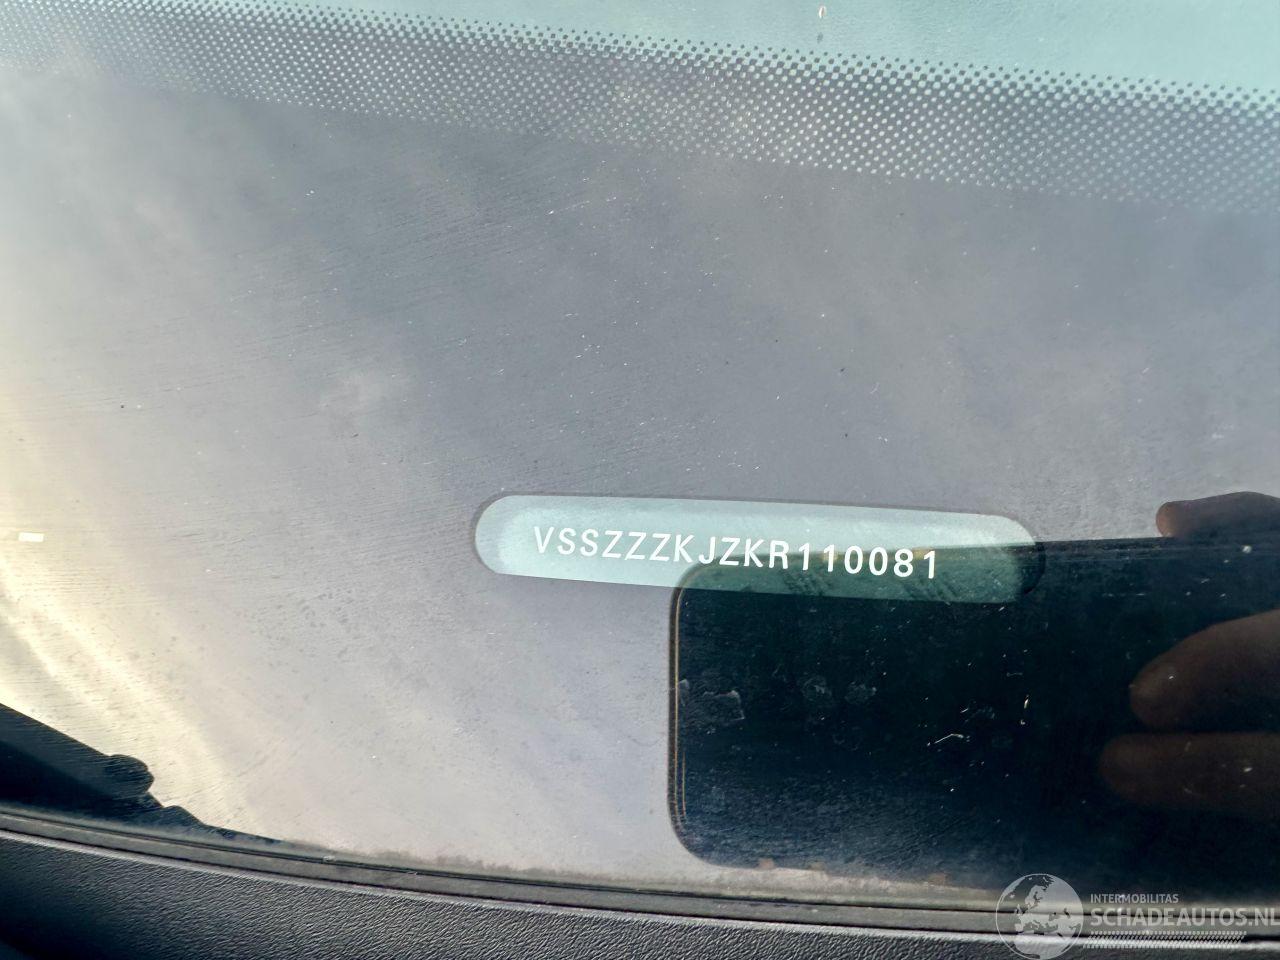 VSSZZZKJZKR110081
INTERMOBILITAS
SCHADEAUTOS.NL